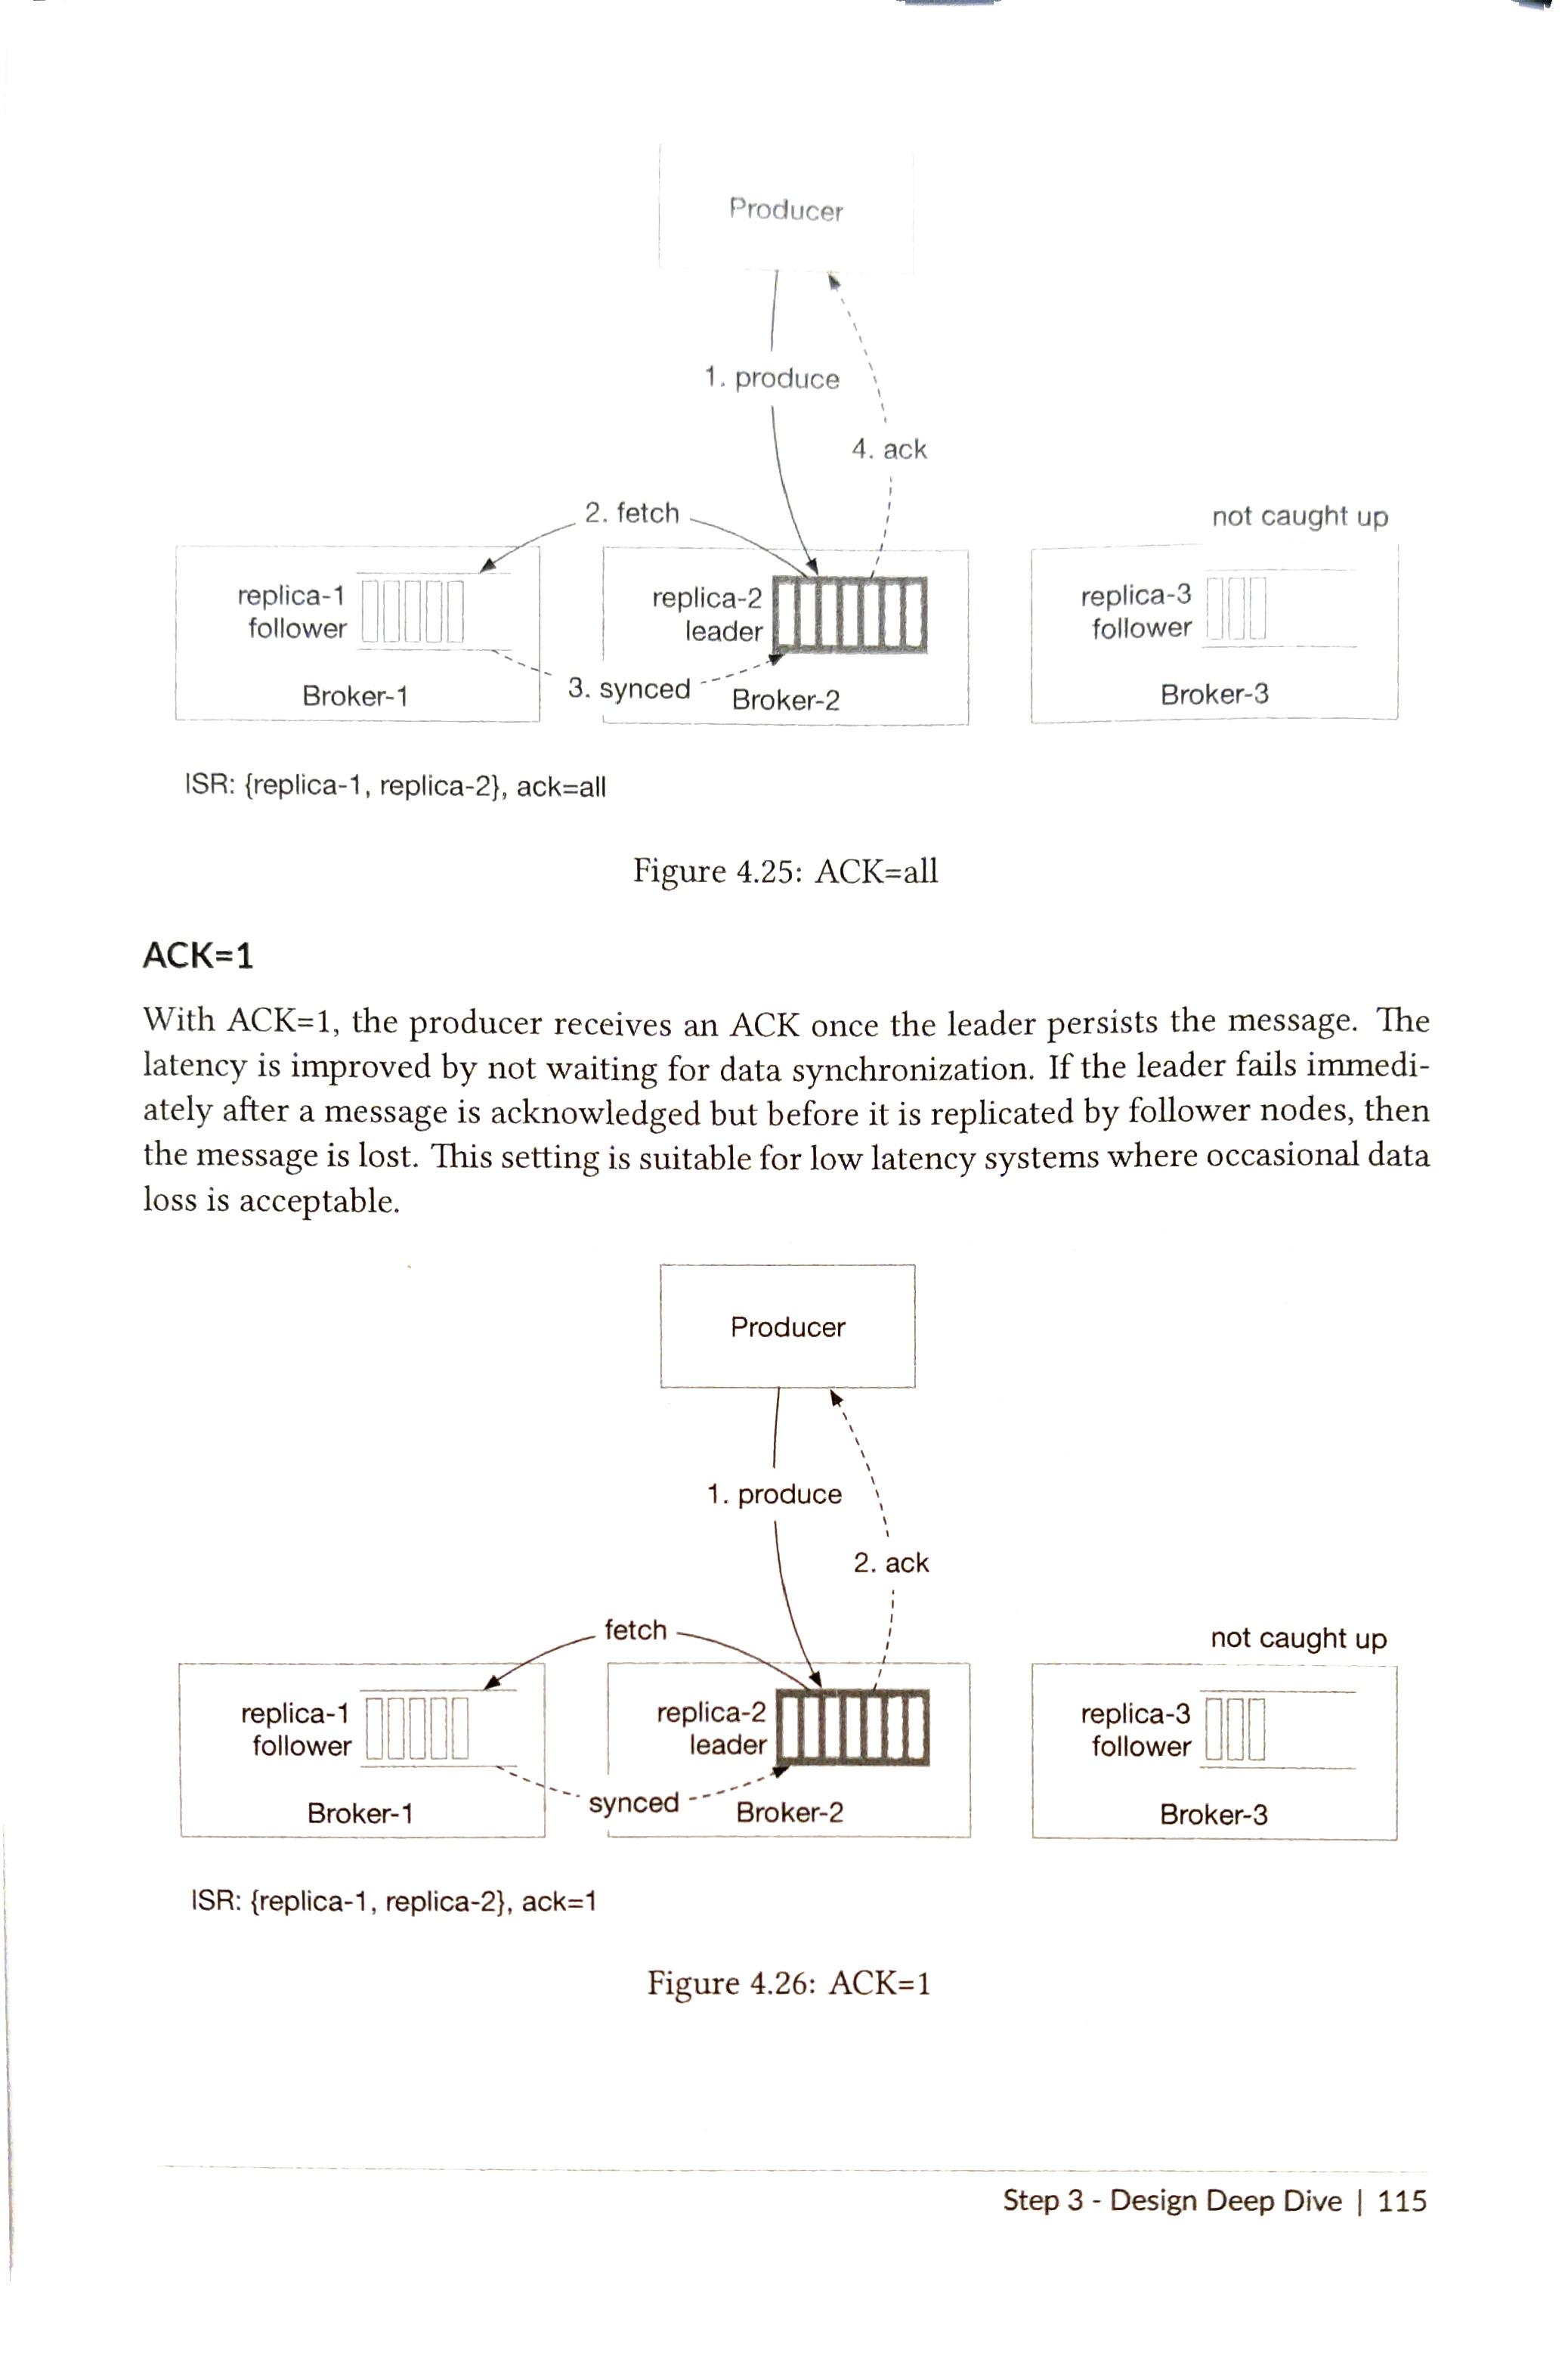 Producer
1. produce
4. ack
2. fetch
not caught up
replica-1
follower
Broker-1
replica-2
leader
3. synced
Broker-2
replica-3
follower
Broker-3
ISR: {replica-1, replica-2}, ack=all
Figure 4.25: ACK=all
ACK=1
With ACK=1, the producer receives an ACK once the leader persists the message. The
latency is improved by not waiting for data synchronization. If the leader fails immedi-
ately after a message is acknowledged but before it is replicated by follower nodes, then
the message is lost. This setting is suitable for low latency systems where occasional data
loss is acceptable.
Producer
1. produce
2. ack
fetch
not caught up
replica-1
follower
Broker-1
replica-2
leader
synced
Broker-2
replica-3
follower
Broker-3
ISR: {replica-1, replica-2}, ack=1
Figure 4.26: ACK=1
Step 3 - Design Deep Dive | 115